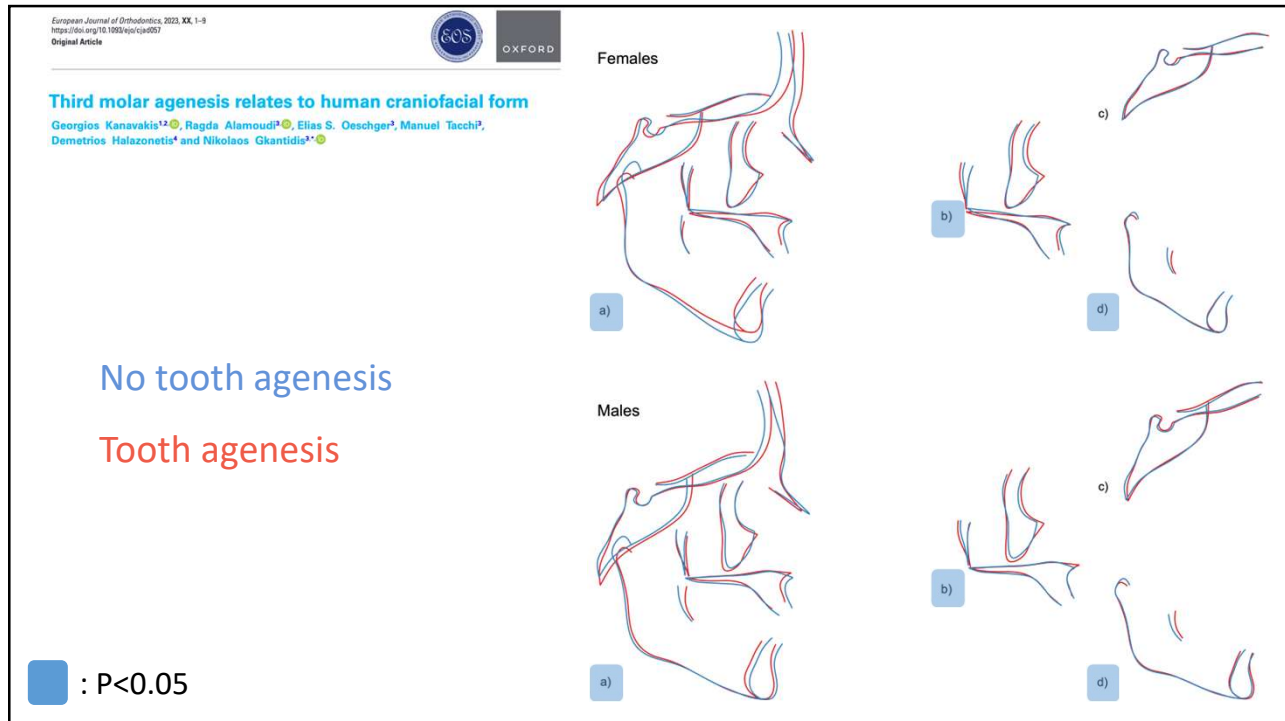 European Journal of Orthodontics, 2023, XX, 1–9
https://doi.org/10.1093/ejo/cjad057
Original Article
EOS
OXFORD
Third molar agenesis relates to human craniofacial form
Georgios Kanavakis1,2, Ragda Alamoudi3, Elias S. Oeschger3, Manuel Tacchi3,
Demetrios Halazonetis4 and Nikolaos Gkantidis3,*
No tooth agenesis
Tooth agenesis
: P<0.05
Females
a)
b)
c)
d)
Males
a)
b)
c)
d)